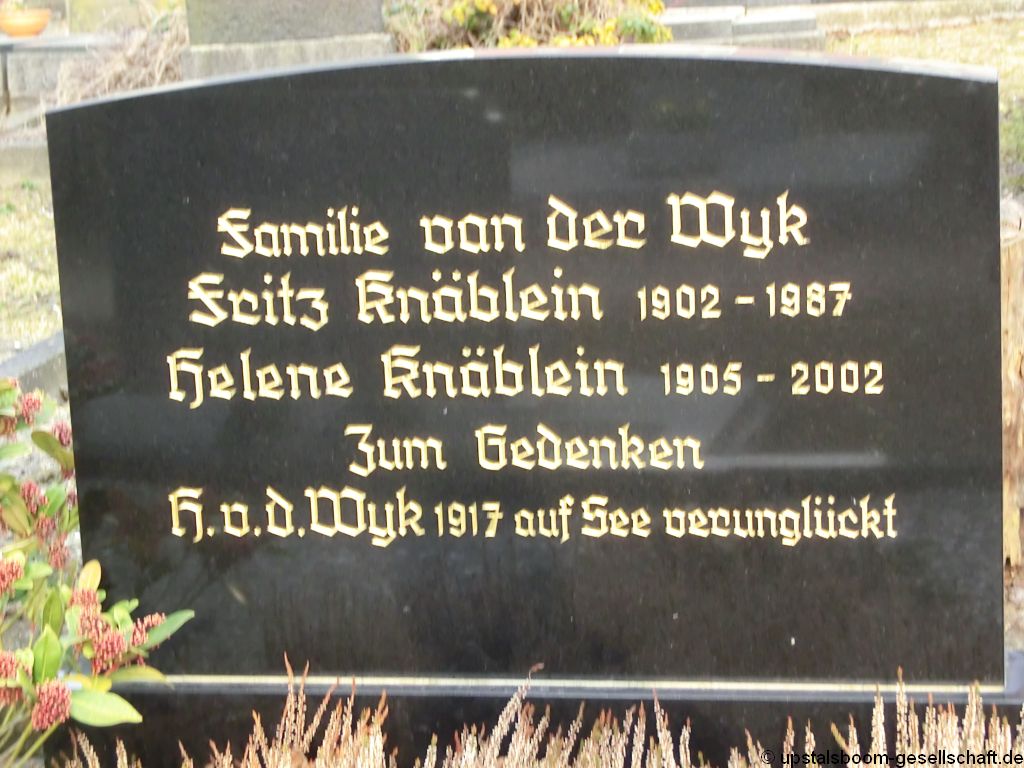 Familie van der Wyk
Fritz Knäblein 1902 - 1987
Helene Knäblein 1905 - 2002
Zum Gedenken
H.v.d.Wyk 1917 auf See verunglückt
© upstalsboom-gesellschaft.de